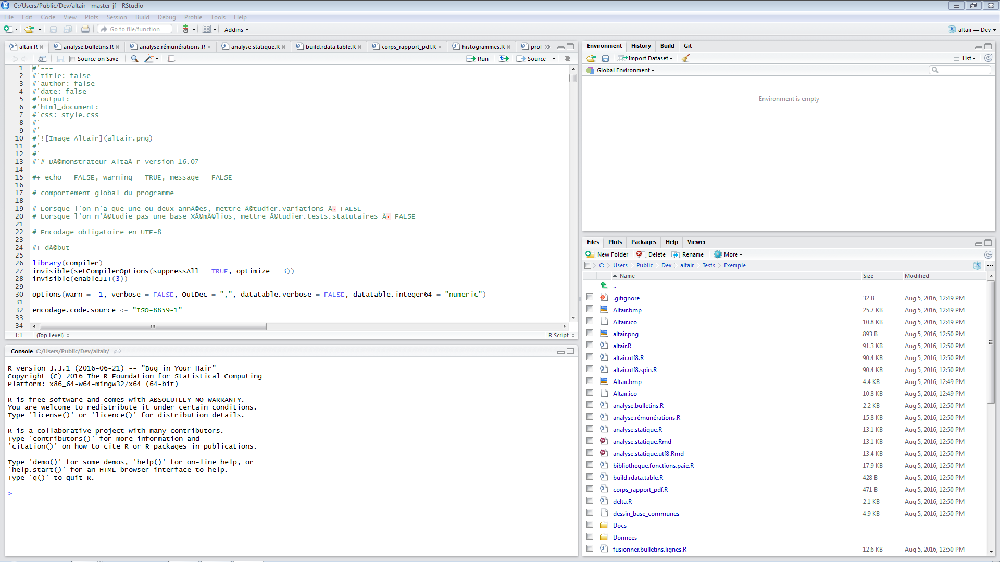 C:/Users/Public/Dev/altair - master-jf - RStudio
File Edit Code View Plots Session Build Debug Profile Tools Help
Go to file/function Addins altair — Dev
altair.R analyse.bulletins.R analyse.rémunérations.R analyse.statique.R build.rdata.table.R corps_rapport_pdf.R histogrammes.R
Source on Save Run Source
1 #'---
2 #'title: false
3 #'author: false
4 #'date: false
5 #'output:
6 #'html_document:
7 #'css: style.css
8 #'---
9 #'
10 #'![Image_Altair](altair.png)
11 #'
12 #'
13 #'# DÃ©monstrateur AltaÃ¯r version 16.07
14
15 #+ echo = FALSE, warning = TRUE, message = FALSE
16
17 # comportement global du programme
18
19 # Lorsque l'on n'a que une ou deux annÃ©es, mettre Ã©tudier.variations Ã FALSE
20 # Lorsque l'on n'Ã©tudie pas une base XÃ©mÃ©lios, mettre Ã©tudier.tests.statutaires Ã FALSE
21
22 # Encodage obligatoire en UTF-8
23
24 #+ dÃ©but
25
26 library(compiler)
27 invisible(setCompilerOptions(suppressAll = TRUE, optimize = 3))
28 invisible(enableJIT(3))
29
30 options(warn = -1, verbose = FALSE, OutDec = ",", datatable.verbose = FALSE, datatable.integer64 = "numeric")
31
32 encodage.code.source <- "ISO-8859-1"
33
34
1:1 (Top Level) R Script
Console C:/Users/Public/Dev/altair/
R version 3.3.1 (2016-06-21) -- "Bug in Your Hair"
Copyright (C) 2016 The R Foundation for Statistical Computing
Platform: x86_64-w64-mingw32/x64 (64-bit)
R is free software and comes with ABSOLUTELY NO WARRANTY.
You are welcome to redistribute it under certain conditions.
Type 'license()' or 'licence()' for distribution details.
R is a collaborative project with many contributors.
Type 'contributors()' for more information and
'citation()' on how to cite R or R packages in publications.
Type 'demo()' for some demos, 'help()' for on-line help, or
'help.start()' for an HTML browser interface to help.
Type 'q()' to quit R.
>
Environment History Build Git
Import Dataset List
Global Environment
Environment is empty
Files Plots Packages Help Viewer
New Folder Delete Rename More
C: Users Public Dev altair Tests Exemple ...
Name Size Modified
..
.gitignore 32 B Aug 5, 2016, 12:49 PM
Altair.bmp 25.7 KB Aug 5, 2016, 12:49 PM
Altair.ico 10.8 KB Aug 5, 2016, 12:49 PM
altair.png 893 B Aug 5, 2016, 12:50 PM
altair.R 91.3 KB Aug 5, 2016, 12:50 PM
altair.utf8.R 90.4 KB Aug 5, 2016, 12:50 PM
altair.utf8.spin.R 90.4 KB Aug 5, 2016, 12:50 PM
Altaïr.bmp 4.4 KB Aug 5, 2016, 12:49 PM
Altaïr.ico 10.8 KB Aug 5, 2016, 12:49 PM
analyse.bulletins.R 2.2 KB Aug 5, 2016, 12:50 PM
analyse.rémunérations.R 15.8 KB Aug 5, 2016, 12:50 PM
analyse.statique.R 13.1 KB Aug 5, 2016, 12:50 PM
analyse.statique.Rmd 13.1 KB Aug 5, 2016, 12:50 PM
analyse.statique.utf8.Rmd 13.4 KB Aug 5, 2016, 12:50 PM
bibliotheque.fonctions.paie.R 17.9 KB Aug 5, 2016, 12:50 PM
build.rdata.table.R 428 B Aug 5, 2016, 12:50 PM
corps_rapport_pdf.R 471 B Aug 5, 2016, 12:50 PM
delta.R 2.1 KB Aug 5, 2016, 12:50 PM
dessin_base_communes 4.9 KB Aug 5, 2016, 12:50 PM
Docs
Donnees
fusionner.bulletins.lignes.R 12.6 KB Aug 5, 2016, 12:50 PM